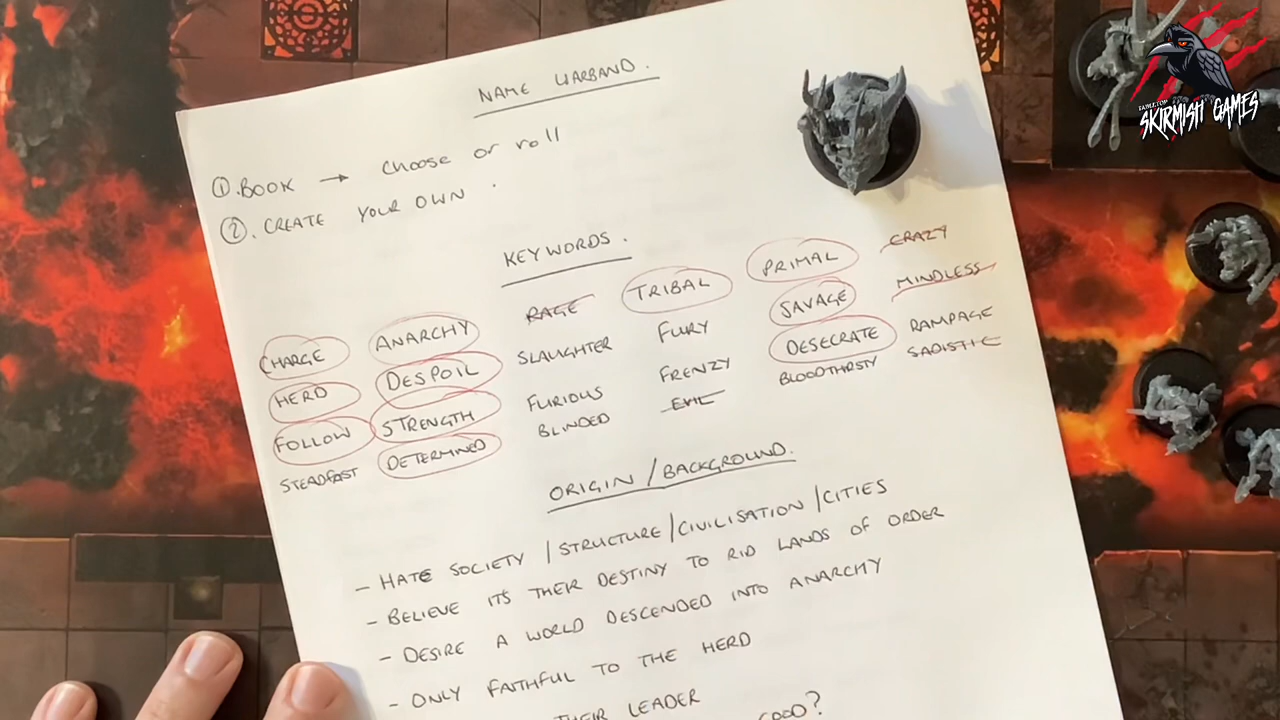 TABLETOP
SKIRMISH GAMES
NAME WARBAND.
①. BOOK → Choose or roll
②. CREATE YOUR OWN.
KEYWORDS.
CHARGE ANARCHY RAGE TRIBAL PRIMAL CRAZY
HERD DESPOIL SLAUGHTER FURY SAVAGE MINDLESS
FOLLOW STRENGTH FURIOUS FRENZY DESECRATE RAMPAGE
STEADFAST DETERMINED BLINDED EVIL BLOODTHIRSTY SADISTIC
ORIGIN / BACKGROUND.
- HATE SOCIETY / STRUCTURE / CIVILISATION / CITIES
- BELIEVE ITS THEIR DESTINY TO RID LANDS OF ORDER
- DESIRE A WORLD DESCENDED INTO ANARCHY
- ONLY FAITHFUL TO THE HERD
THEIR LEADER
GOOD?